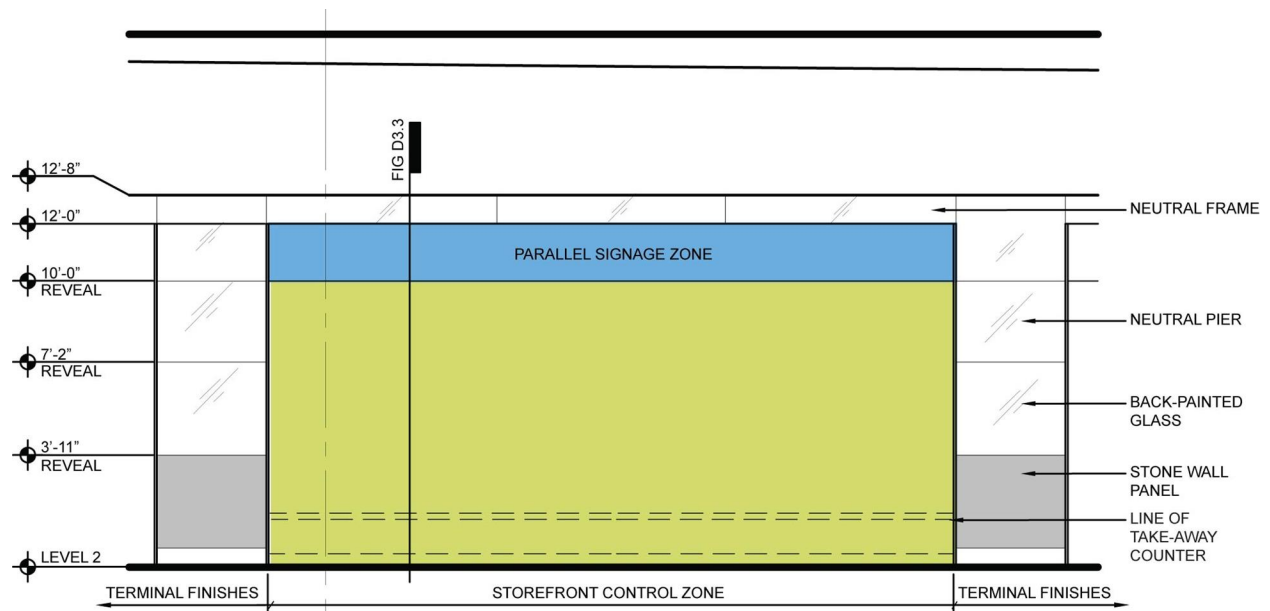 FIG D3.3
12'-8"
12'-0"
NEUTRAL FRAME
PARALLEL SIGNAGE ZONE
10'-0"
REVEAL
NEUTRAL PIER
7'-2"
REVEAL
BACK-PAINTED
GLASS
3'-11"
REVEAL
STONE WALL
PANEL
LINE OF
TAKE-AWAY
COUNTER
LEVEL 2
TERMINAL FINISHES
STOREFRONT CONTROL ZONE
TERMINAL FINISHES